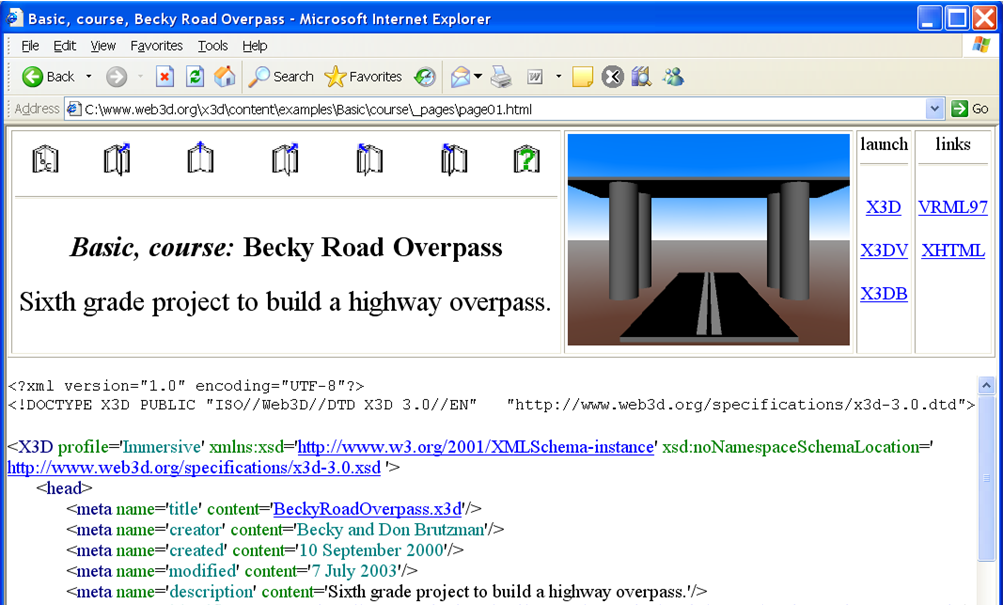 Basic, course, Becky Road Overpass - Microsoft Internet Explorer
File Edit View Favorites Tools Help
Back Search Favorites W
Address C:\www.web3d.org\x3d\content\examples\Basic\course\_pages\page01.html Go
launch links
X3D VRML97
X3DV XHTML
X3DB
Basic, course: Becky Road Overpass
Sixth grade project to build a highway overpass.
<?xml version="1.0" encoding="UTF-8"?>
<!DOCTYPE X3D PUBLIC "ISO//Web3D//DTD X3D 3.0//EN" "http://www.web3d.org/specifications/x3d-3.0.dtd">
<X3D profile='Immersive' xmlns:xsd='http://www.w3.org/2001/XMLSchema-instance' xsd:noNamespaceSchemaLocation='
http://www.web3d.org/specifications/x3d-3.0.xsd '>
<head>
<meta name='title' content='BeckyRoadOverpass.x3d'/>
<meta name='creator' content='Becky and Don Brutzman'/>
<meta name='created' content='10 September 2000'/>
<meta name='modified' content='7 July 2003'/>
<meta name='description' content='Sixth grade project to build a highway overpass.'/>